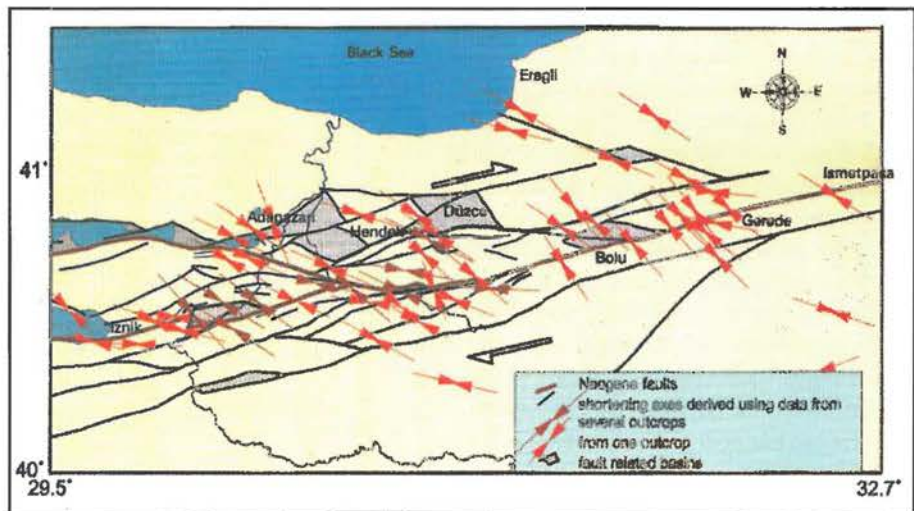 Black Sea
Eregli
N
W E
S
41°
Ismetpasa
Adapazari
Düzce
Hendek
Gerede
Bolu
Iznik
Neogene faults
shortening axes derived using data from
several outcrops
from one outcrop
fault related basins
40°
29.5° 32.7°